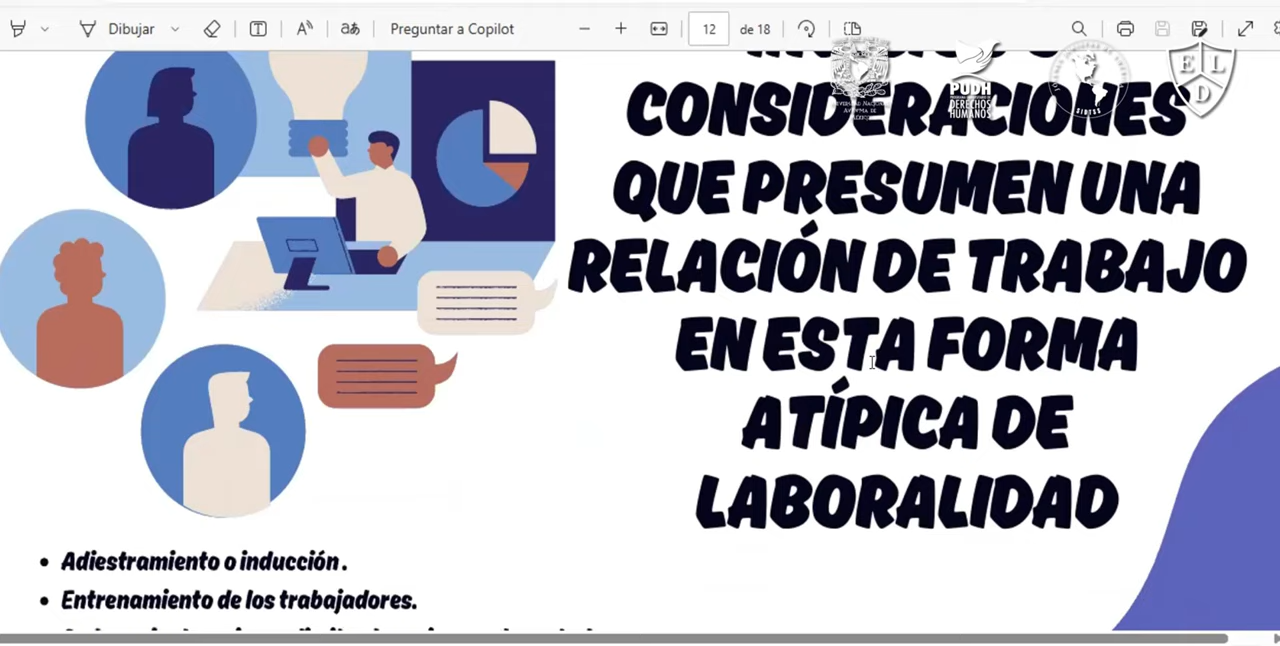 Dibujar
Preguntar a Copilot
12 de 18
CONSIDERACIONES
QUE PRESUMEN UNA
RELACIÓN DE TRABAJO
EN ESTA FORMA
ATÍPICA DE
LABORALIDAD
PUDH
DERECHOS
HUMANOS
E L
D
• Adiestramiento o inducción.
• Entrenamiento de los trabajadores.